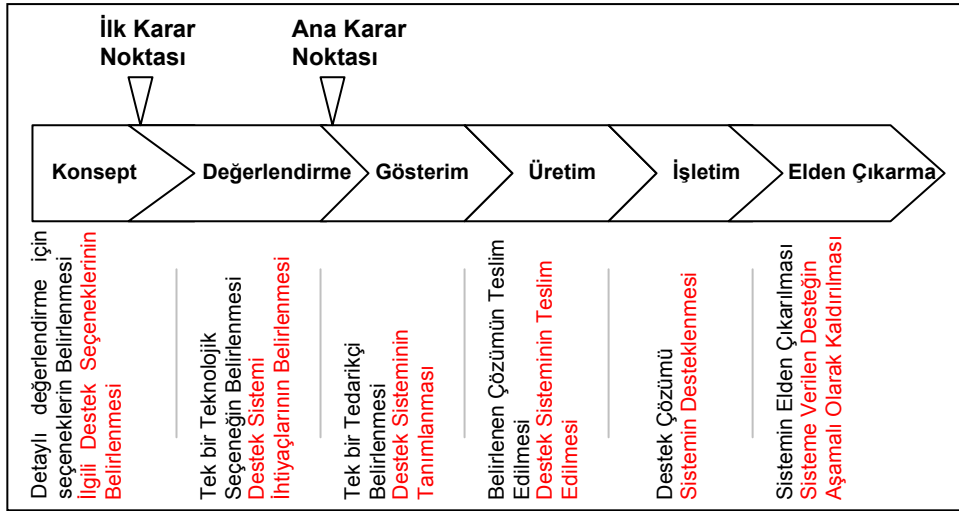 İlk Karar
Noktası
Ana Karar
Noktası
Konsept
Değerlendirme
Gösterim
Üretim
İşletim
Elden Çıkarma
Detaylı değerlendirme için
seçeneklerin Belirlenmesi
İlgili Destek Seçeneklerinin
Belirlenmesi
Tek bir Teknolojik
Seçeneğin Belirlenmesi
Destek Sistemi
İhtiyaçlarının Belirlenmesi
Tek bir Tedarikçi
Belirlenmesi
Destek Sisteminin
Tanımlanması
Belirlenen Çözümün Teslim
Edilmesi
Destek Sisteminin Teslim
Edilmesi
Destek Çözümü
Sistemin Desteklenmesi
Sistemin Elden Çıkarılması
Sisteme Verilen Desteğin
Aşamalı Olarak Kaldırılması